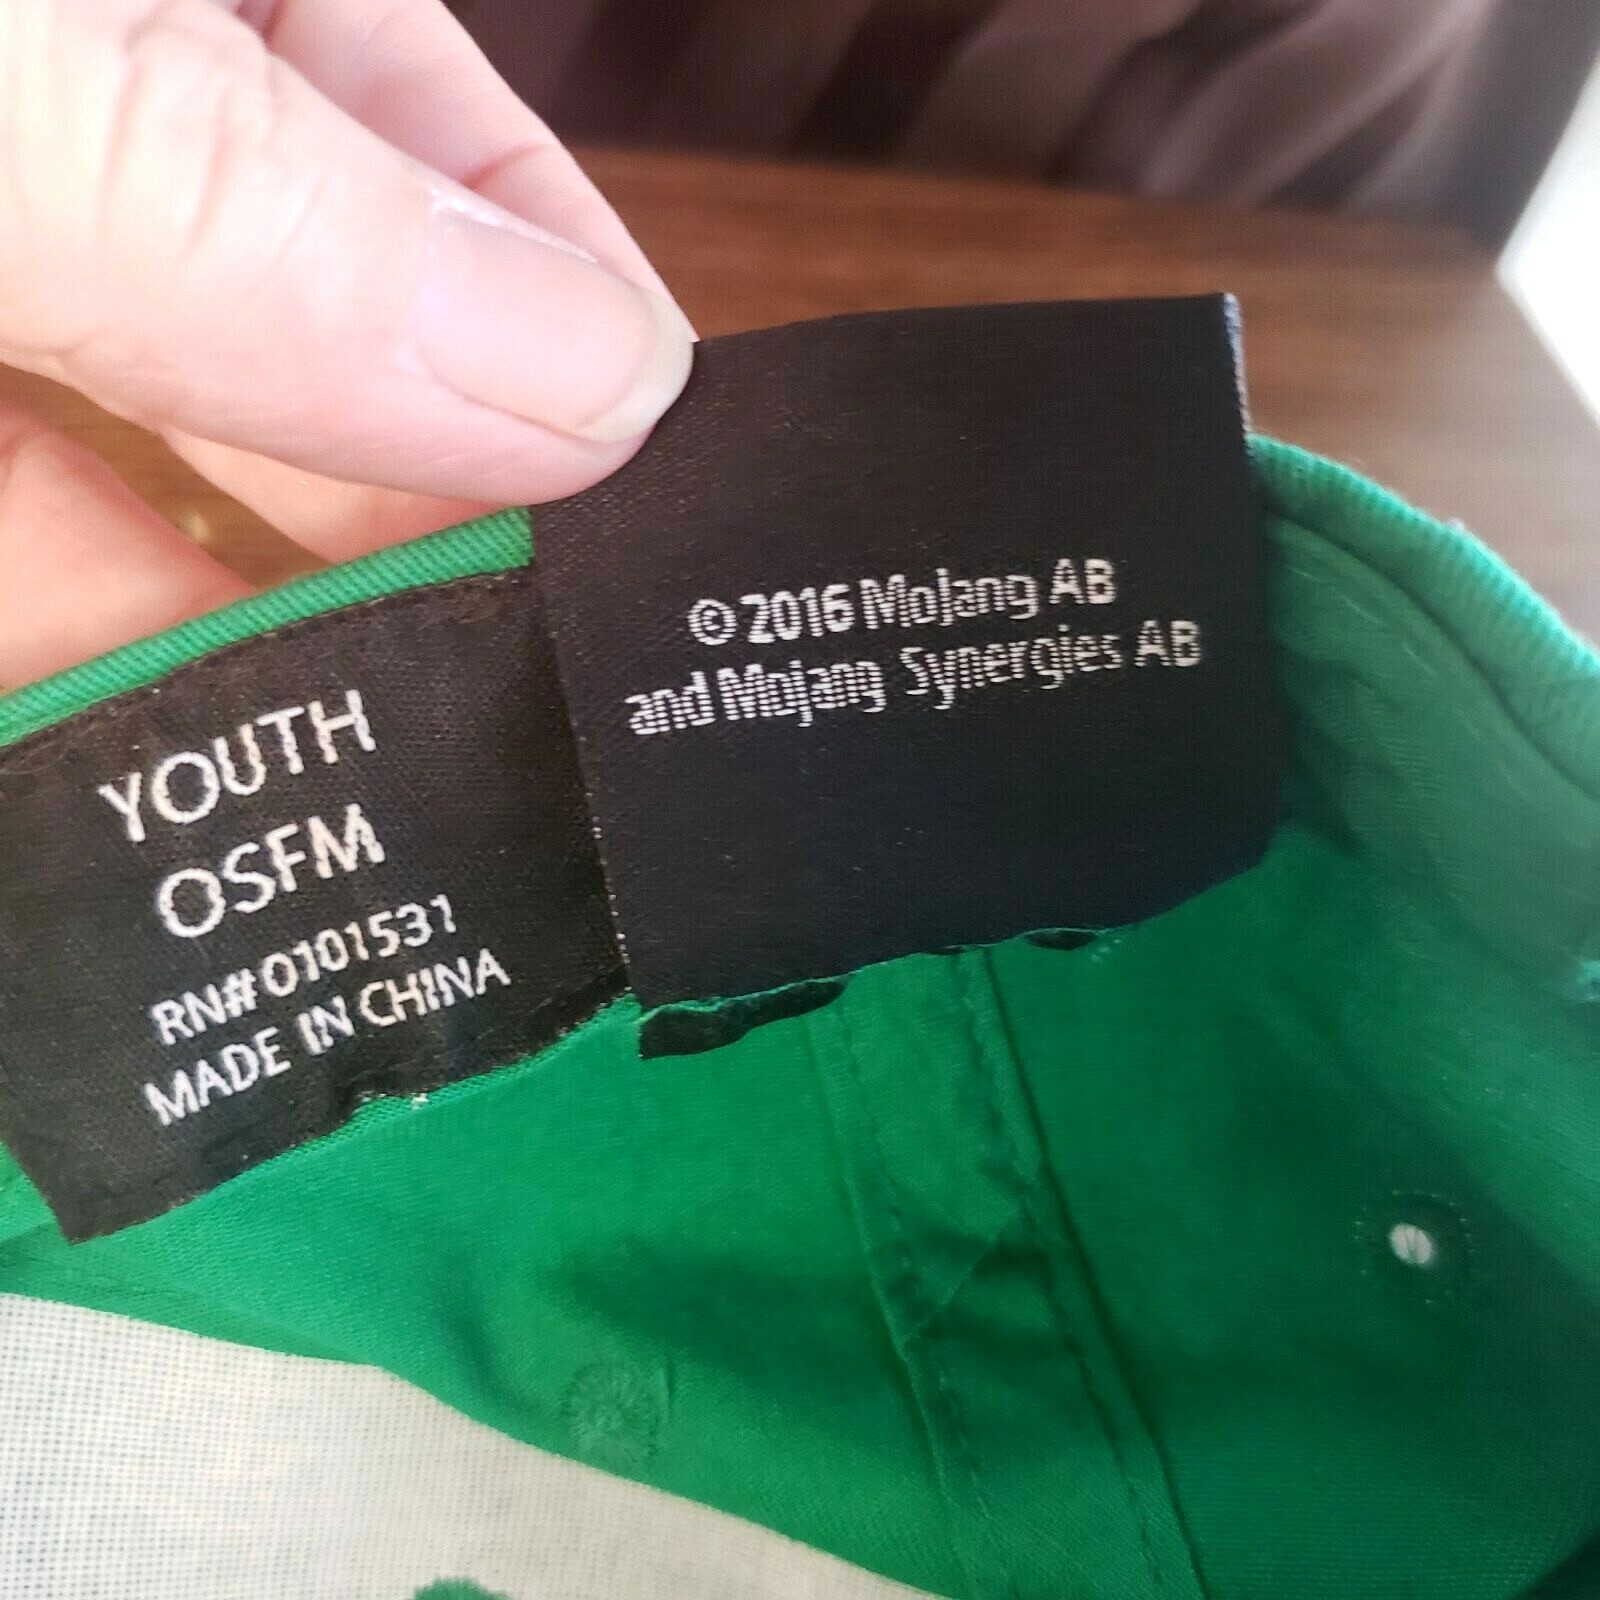 YOUTH
OSFM
RN#0101531
MADE IN CHINA
©2016 Mojang AB
and Mojang Synergies AB